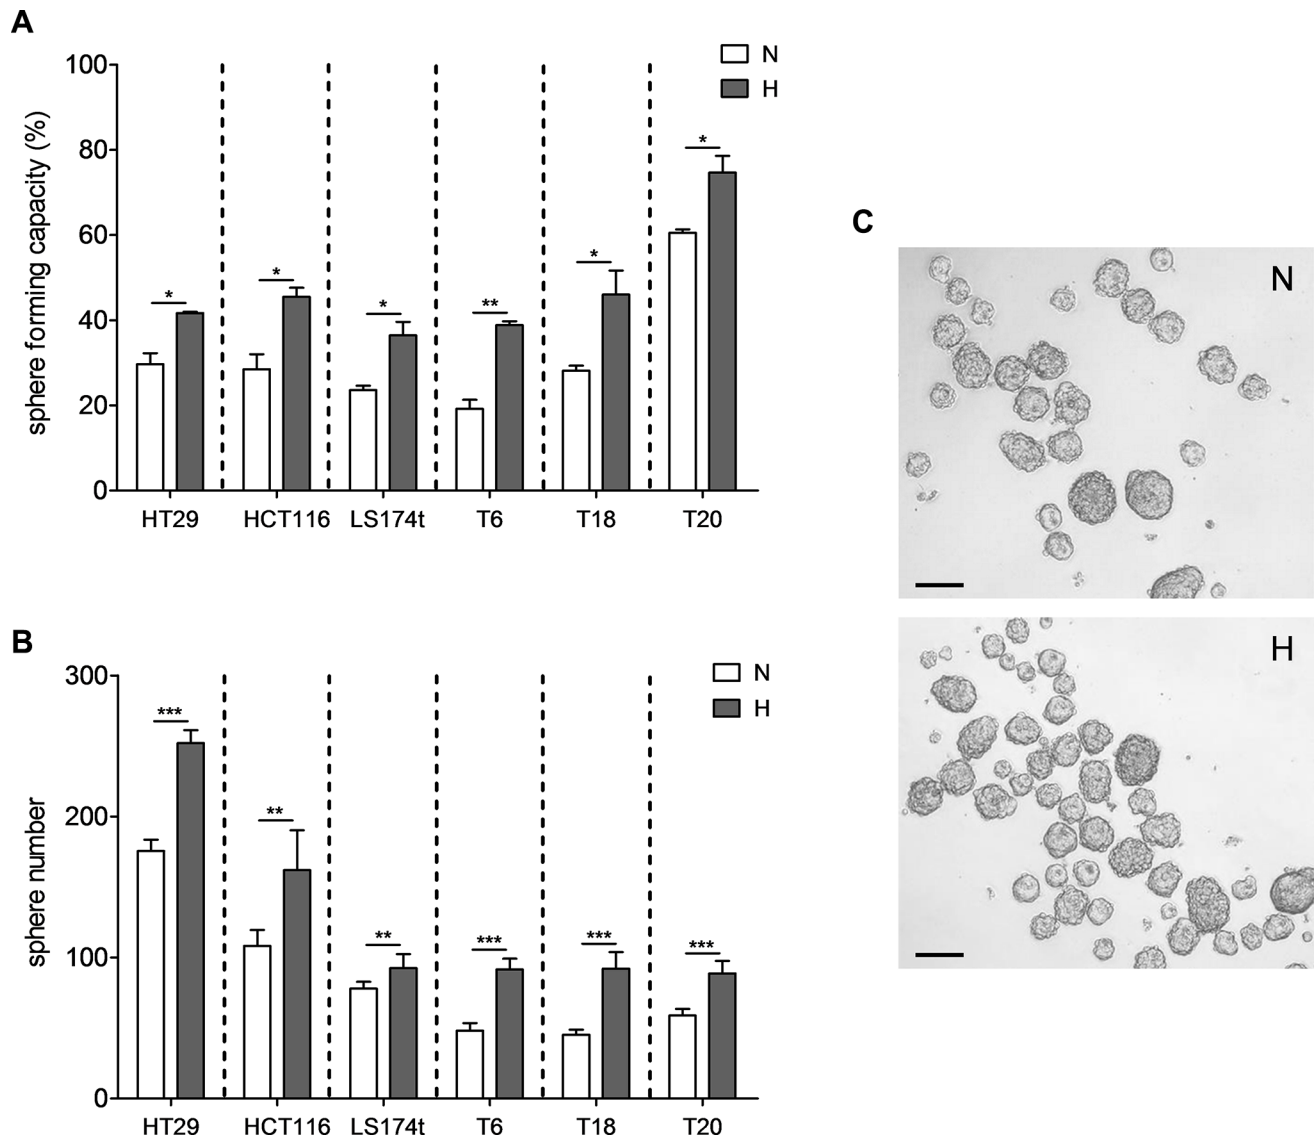 A
sphere forming capacity (%)
100
80
60
40
20
0
N
H
*
*
*
**
*
*
HT29 HCT116 LS174t T6 T18 T20
B
sphere number
300
200
100
0
N
H
***
**
**
***
***
***
HT29 HCT116 LS174t T6 T18 T20
C
N
H